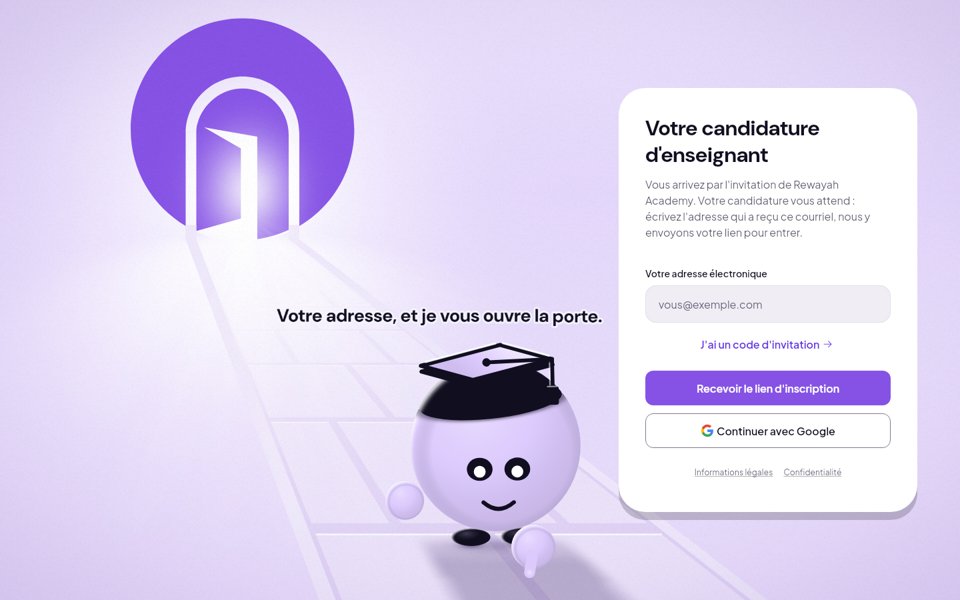 Votre adresse, et je vous ouvre la porte.
Votre candidature
d'enseignant
Vous arrivez par l'invitation de Rewayah
Academy. Votre candidature vous attend :
écrivez l'adresse qui a reçu ce courriel, nous y
envoyons votre lien pour entrer.
Votre adresse électronique
vous@exemple.com
J'ai un code d'invitation →
Recevoir le lien d'inscription
Continuer avec Google
Informations légales Confidentialité